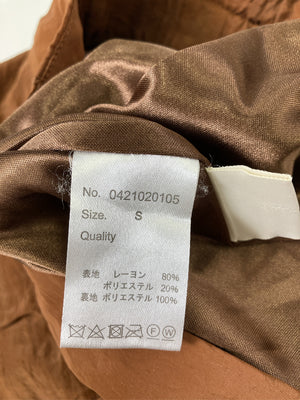 No. 0421020105
Size. S
Quality
表地 レーヨン 80%
ポリエステル 20%
裏地 ポリエステル 100%